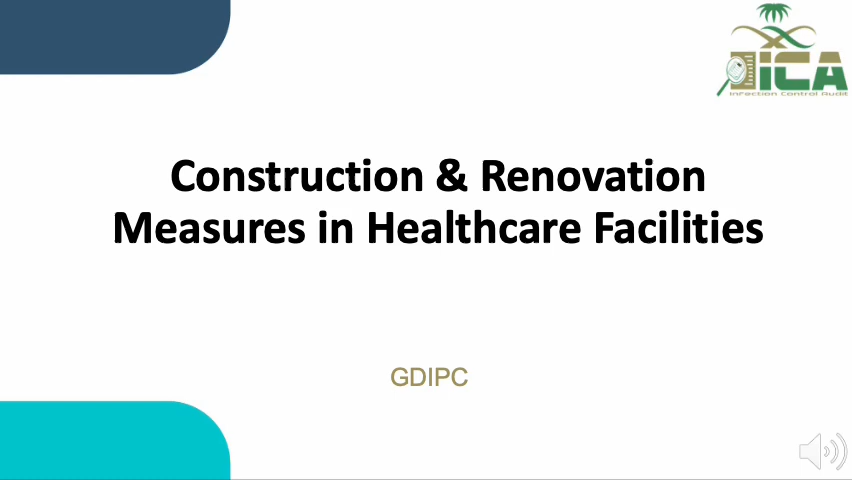 iCA
Infection Control Audit
Construction & Renovation
Measures in Healthcare Facilities
GDIPC